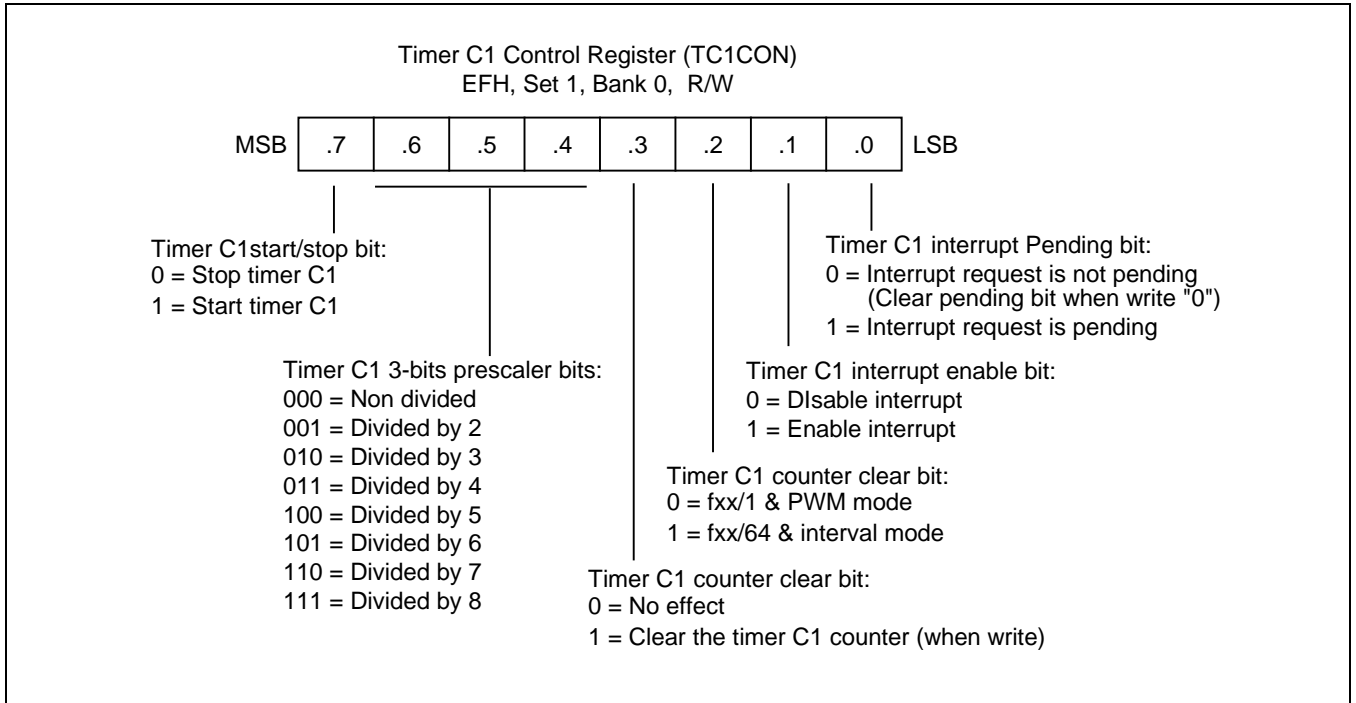 Timer C1 Control Register (TC1CON)
EFH, Set 1, Bank 0,  R/W
MSB .7 .6 .5 .4 .3 .2 .1 .0 LSB
Timer C1start/stop bit:
0 = Stop timer C1
1 = Start timer C1
Timer C1 interrupt Pending bit:
0 = Interrupt request is not pending
(Clear pending bit when write "0")
1 = Interrupt request is pending
Timer C1 3-bits prescaler bits:
000 = Non divided
001 = Divided by 2
010 = Divided by 3
011 = Divided by 4
100 = Divided by 5
101 = Divided by 6
110 = Divided by 7
111 = Divided by 8
Timer C1 interrupt enable bit:
0 = DIsable interrupt
1 = Enable interrupt
Timer C1 counter clear bit:
0 = fxx/1 & PWM mode
1 = fxx/64 & interval mode
Timer C1 counter clear bit:
0 = No effect
1 = Clear the timer C1 counter (when write)